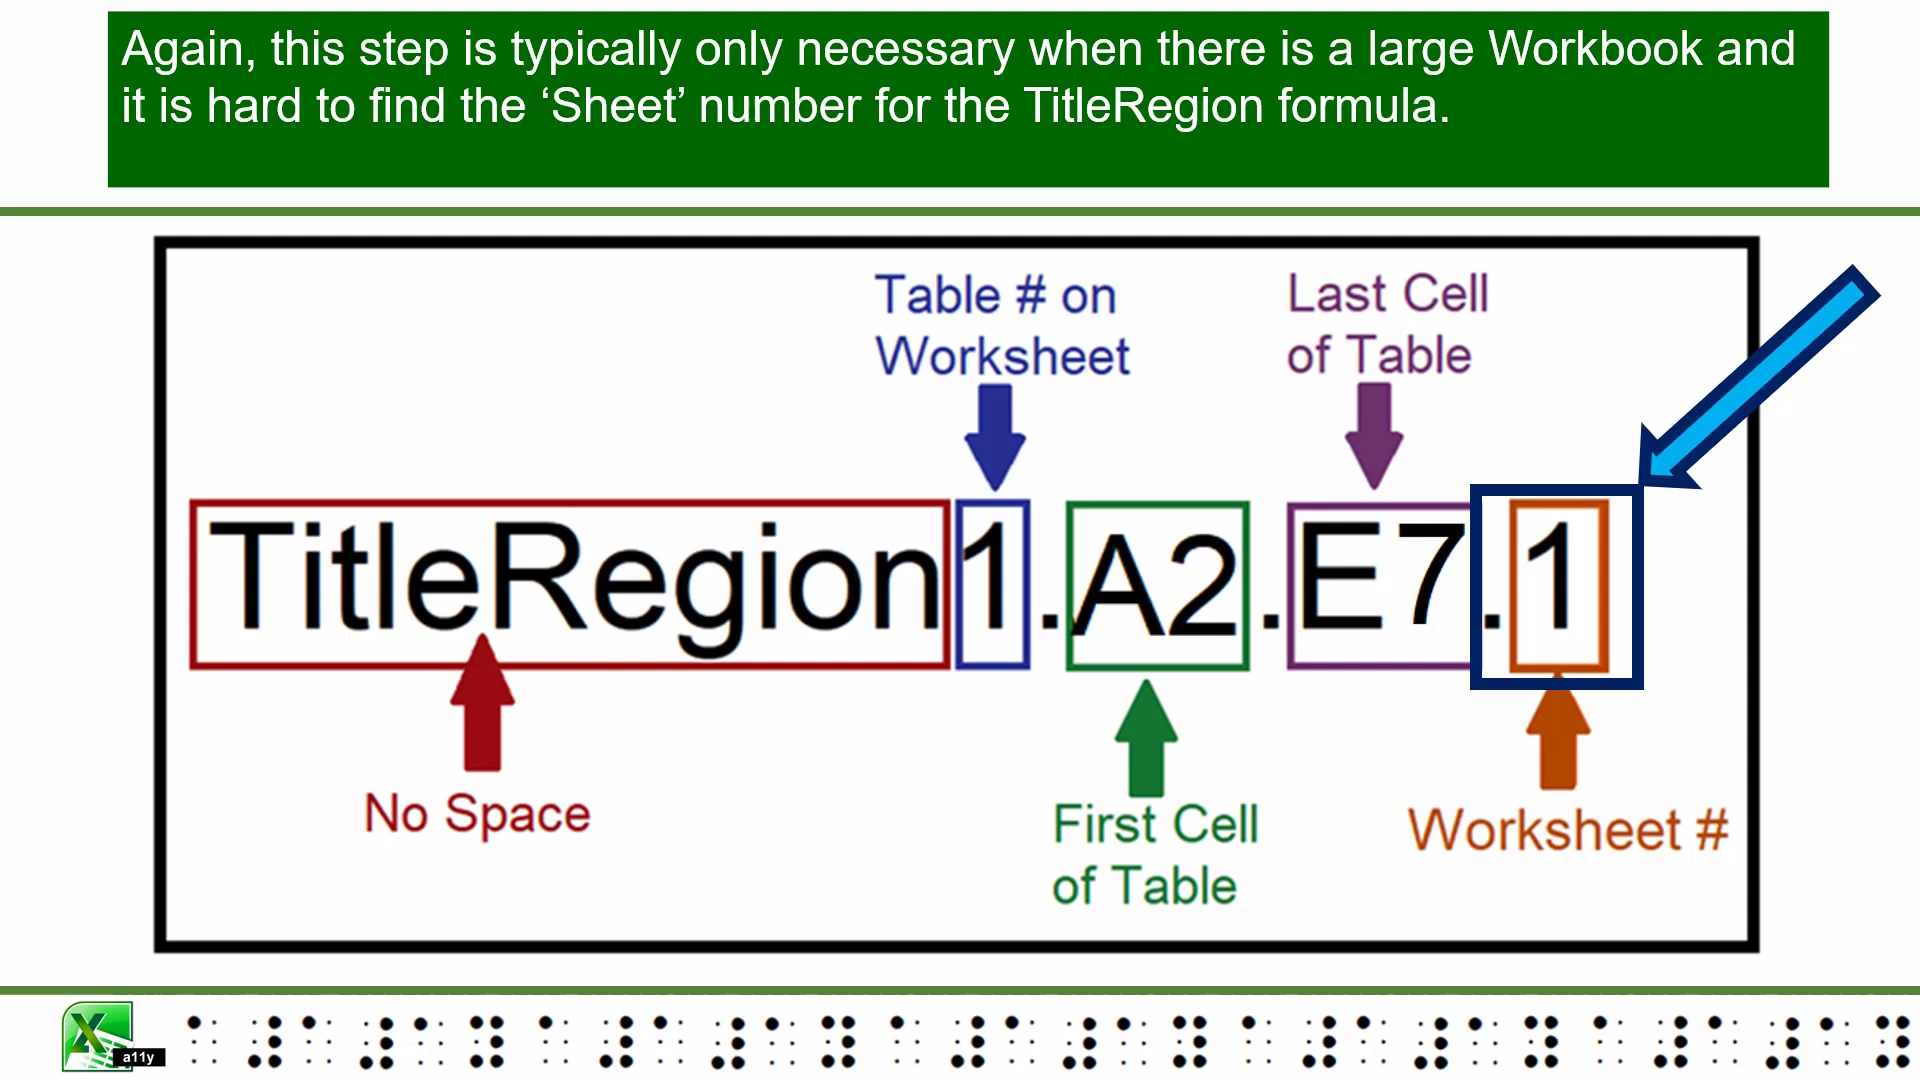 Again, this step is typically only necessary when there is a large Workbook and
it is hard to find the ‘Sheet’ number for the TitleRegion formula.
Table # on
Worksheet
Last Cell
of Table
TitleRegion1.A2.E7.1
No Space
First Cell
of Table
Worksheet #
X
a11y
⠁⠼⠁⠼⠁⠽⠁⠼⠁⠼⠁⠽⠁⠼⠁⠼⠁⠽⠁⠼⠁⠼⠁⠽⠁⠼⠁⠼⠁⠽